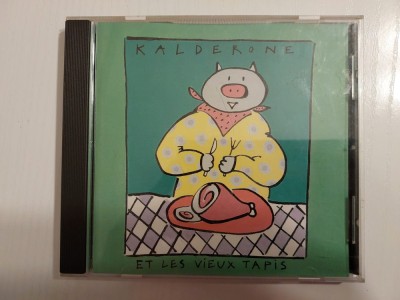 KALDERONE
ET LES VIEUX TAPIS